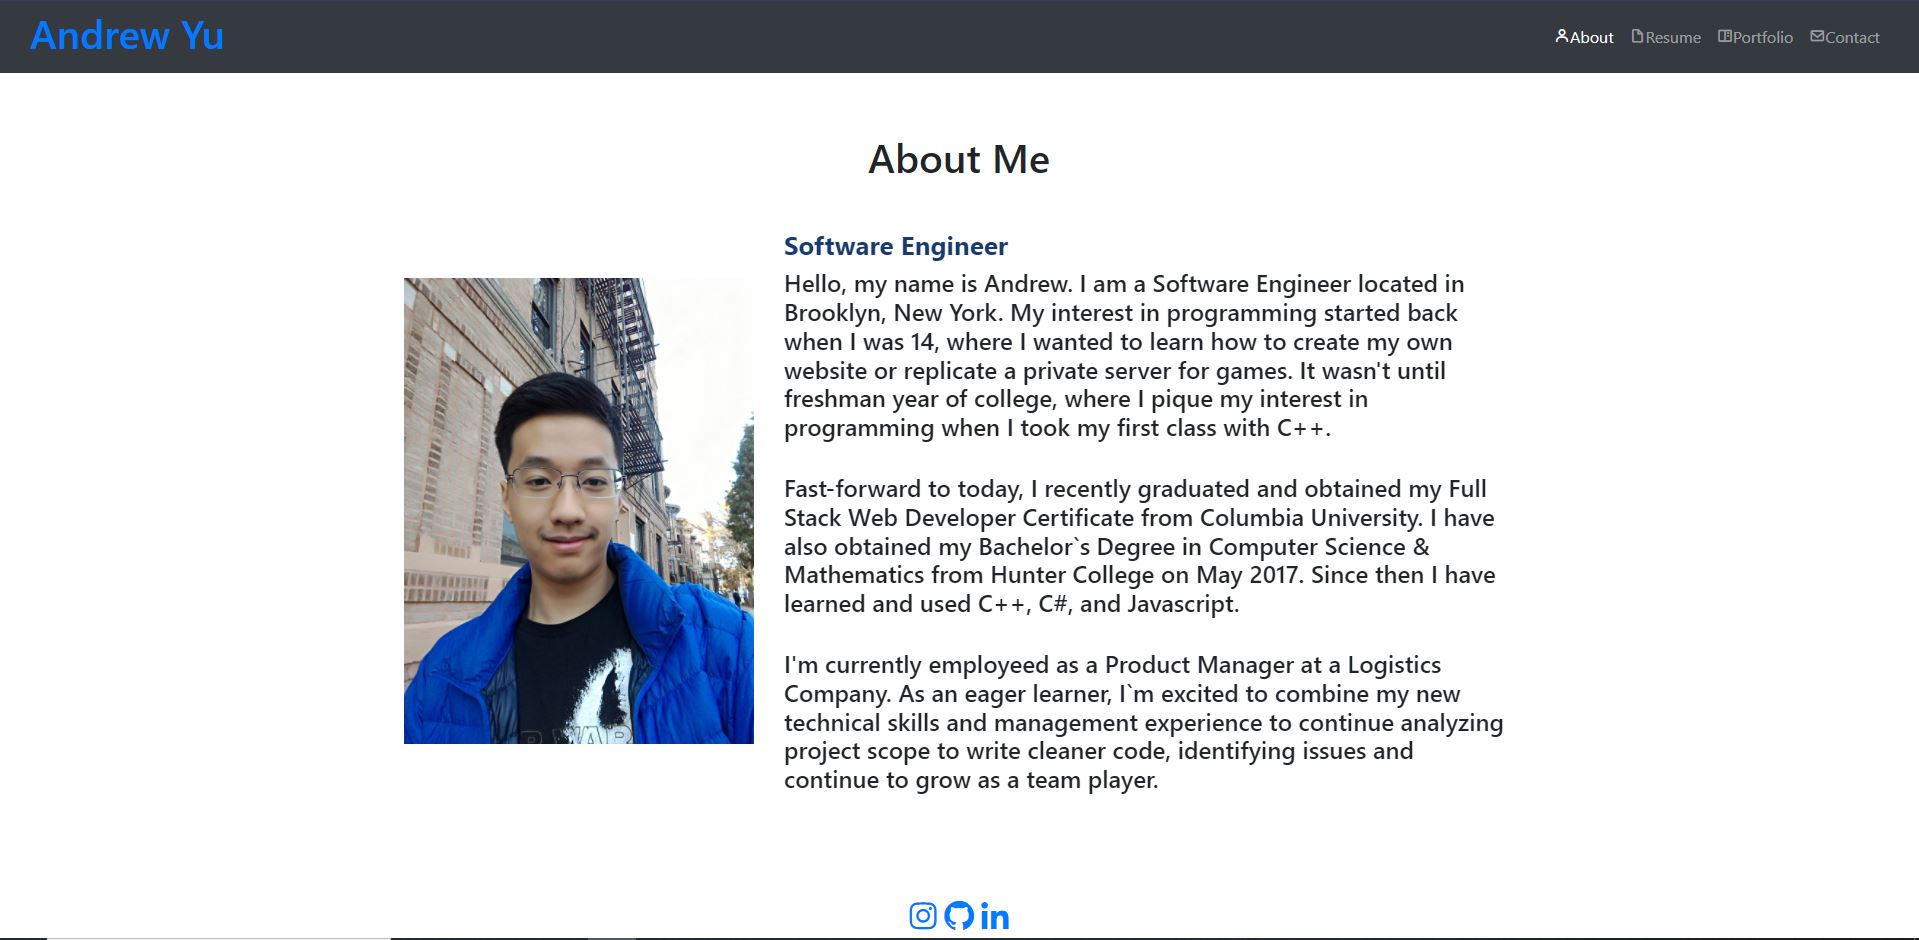 Andrew Yu
About Resume Portfolio Contact
About Me
Software Engineer
Hello, my name is Andrew. I am a Software Engineer located in
Brooklyn, New York. My interest in programming started back
when I was 14, where I wanted to learn how to create my own
website or replicate a private server for games. It wasn't until
freshman year of college, where I pique my interest in
programming when I took my first class with C++.
Fast-forward to today, I recently graduated and obtained my Full
Stack Web Developer Certificate from Columbia University. I have
also obtained my Bachelor`s Degree in Computer Science &
Mathematics from Hunter College on May 2017. Since then I have
learned and used C++, C#, and Javascript.
I'm currently employeed as a Product Manager at a Logistics
Company. As an eager learner, I`m excited to combine my new
technical skills and management experience to continue analyzing
project scope to write cleaner code, identifying issues and
continue to grow as a team player.
in